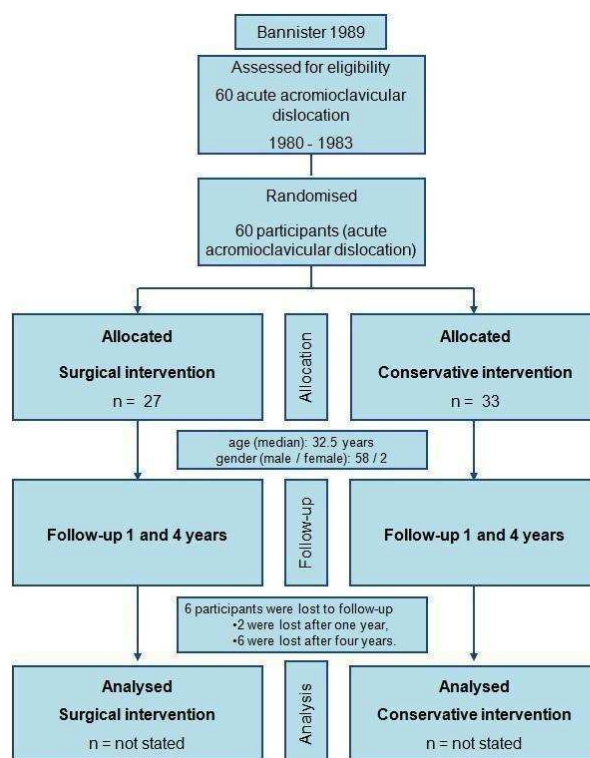 Bannister 1989
Assessed for eligibility
60 acute acromioclavicular
dislocation
1980 - 1983
Randomised
60 participants (acute
acromioclavicular dislocation)
Allocated
Surgical intervention
n = 27
Allocation
Allocated
Conservative intervention
n = 33
age (median): 32.5 years
gender (male / female): 58 / 2
Follow-up 1 and 4 years
Follow-up
Follow-up 1 and 4 years
6 participants were lost to follow-up
•2 were lost after one year,
•6 were lost after four years.
Analysed
Surgical intervention
n = not stated
Analysis
Analysed
Conservative intervention
n = not stated